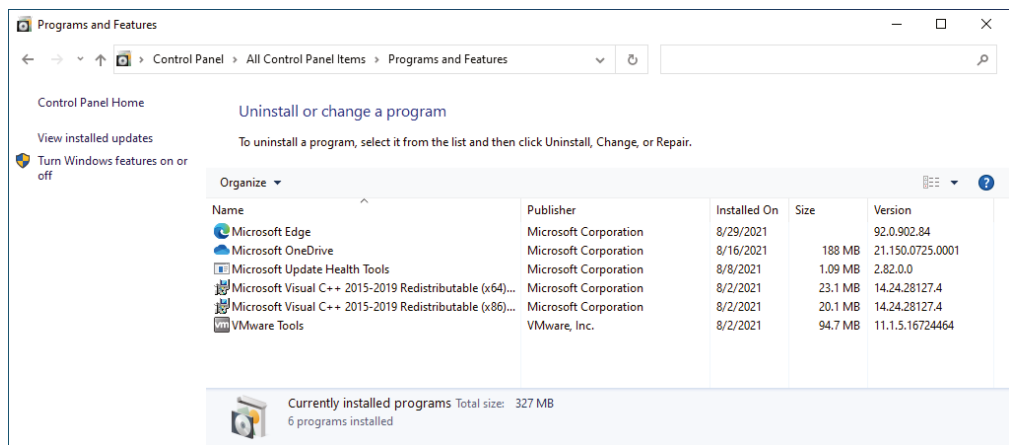 Programs and Features
Control Panel > All Control Panel Items > Programs and Features
Control Panel Home
View installed updates
Turn Windows features on or
off
Uninstall or change a program
To uninstall a program, select it from the list and then click Uninstall, Change, or Repair.
Organize
Name Publisher Installed On Size Version
Microsoft Edge Microsoft Corporation 8/29/2021 92.0.902.84
Microsoft OneDrive Microsoft Corporation 8/16/2021 188 MB 21.150.0725.0001
Microsoft Update Health Tools Microsoft Corporation 8/8/2021 1.09 MB 2.82.0.0
Microsoft Visual C++ 2015-2019 Redistributable (x64)... Microsoft Corporation 8/2/2021 23.1 MB 14.24.28127.4
Microsoft Visual C++ 2015-2019 Redistributable (x86)... Microsoft Corporation 8/2/2021 20.1 MB 14.24.28127.4
vm VMware Tools VMware, Inc. 8/2/2021 94.7 MB 11.1.5.16724464
Currently installed programs Total size: 327 MB
6 programs installed